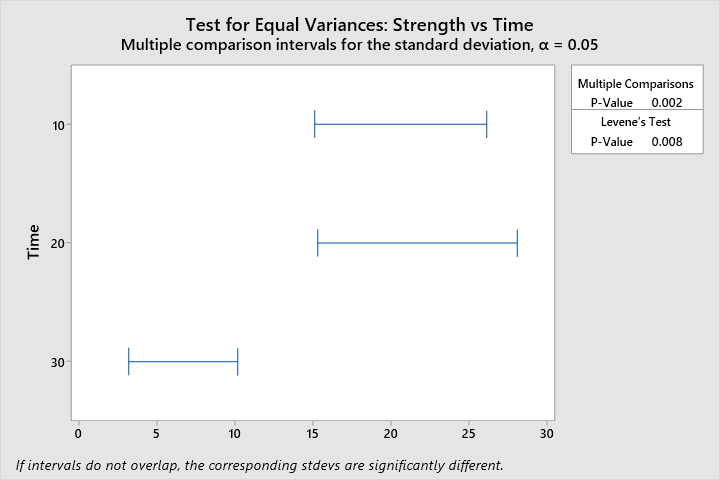 Test for Equal Variances: Strength vs Time
Multiple comparison intervals for the standard deviation, α = 0.05
Multiple Comparisons
P-Value 0.002
Levene's Test
P-Value 0.008
Time
10
20
30
0 5 10 15 20 25 30
If intervals do not overlap, the corresponding stdevs are significantly different.